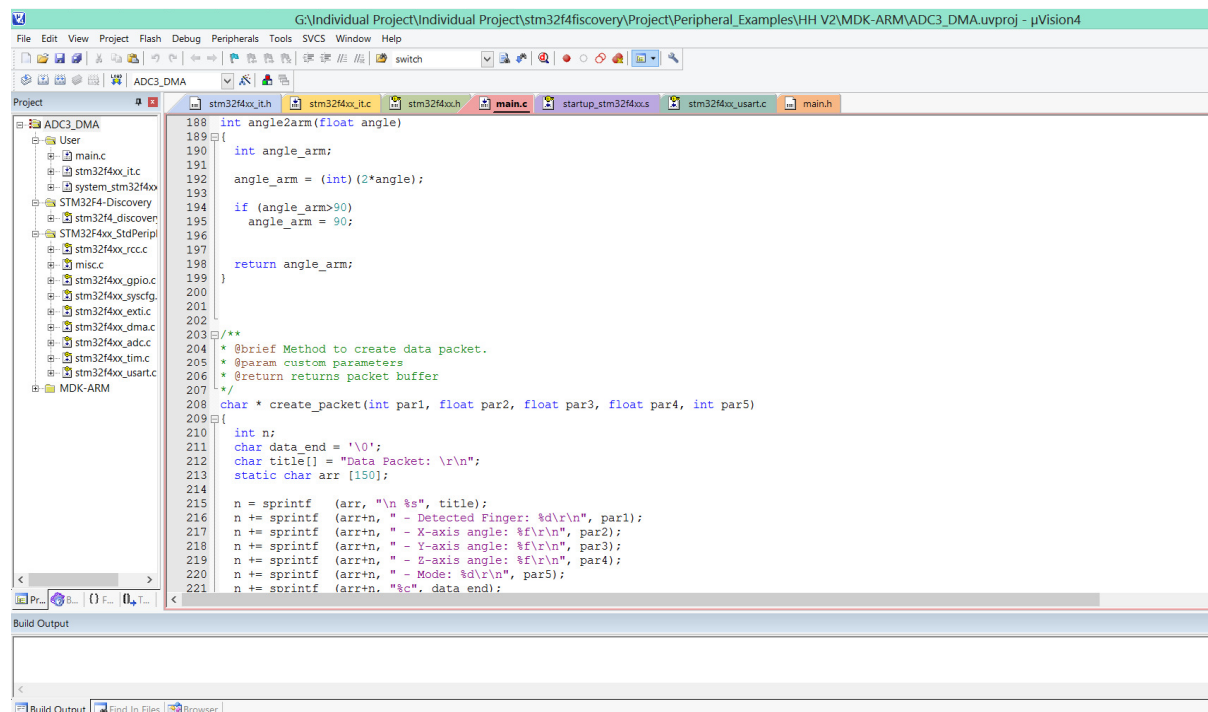 G:\Individual Project\Individual Project\stm32f4fiscovery\Project\Peripheral_Examples\HH V2\MDK-ARM\ADC3_DMA.uvproj - µVision4
File Edit View Project Flash Debug Peripherals Tools SVCS Window Help
switch
ADC3_DMA
Project
stm32f4xx_it.h stm32f4xx_it.c stm32f4xx.h main.c startup_stm32f4xx.s stm32f4xx_usart.c main.h
ADC3_DMA
User
main.c
stm32f4xx_it.c
system_stm32f4xx
STM32F4-Discovery
stm32f4_discovery
STM32F4xx_StdPeripl
stm32f4xx_rcc.c
misc.c
stm32f4xx_gpio.c
stm32f4xx_syscfg.
stm32f4xx_exti.c
stm32f4xx_dma.c
stm32f4xx_adc.c
stm32f4xx_tim.c
stm32f4xx_usart.c
MDK-ARM
188 int angle2arm(float angle)
189 {
190 int angle_arm;
191
192 angle_arm = (int)(2*angle);
193
194 if (angle_arm>90)
195 angle_arm = 90;
196
197
198 return angle_arm;
199 }
200
201
202
203 /**
204 * @brief Method to create data packet.
205 * @param custom parameters
206 * @return returns packet buffer
207 */
208 char * create_packet(int par1, float par2, float par3, float par4, int par5)
209 {
210 int n;
211 char data_end = '\0';
212 char title[] = "Data Packet: \r\n";
213 static char arr [150];
214
215 n = sprintf (arr, "\n %s", title);
216 n += sprintf (arr+n, " - Detected Finger: %d\r\n", par1);
217 n += sprintf (arr+n, " - X-axis angle: %f\r\n", par2);
218 n += sprintf (arr+n, " - Y-axis angle: %f\r\n", par3);
219 n += sprintf (arr+n, " - Z-axis angle: %f\r\n", par4);
220 n += sprintf (arr+n, " - Mode: %d\r\n", par5);
221 n += sprintf (arr+n, "%c", data_end);
Pr... B... {} F... 0 T...
Build Output
Build Output Find In Files Browser